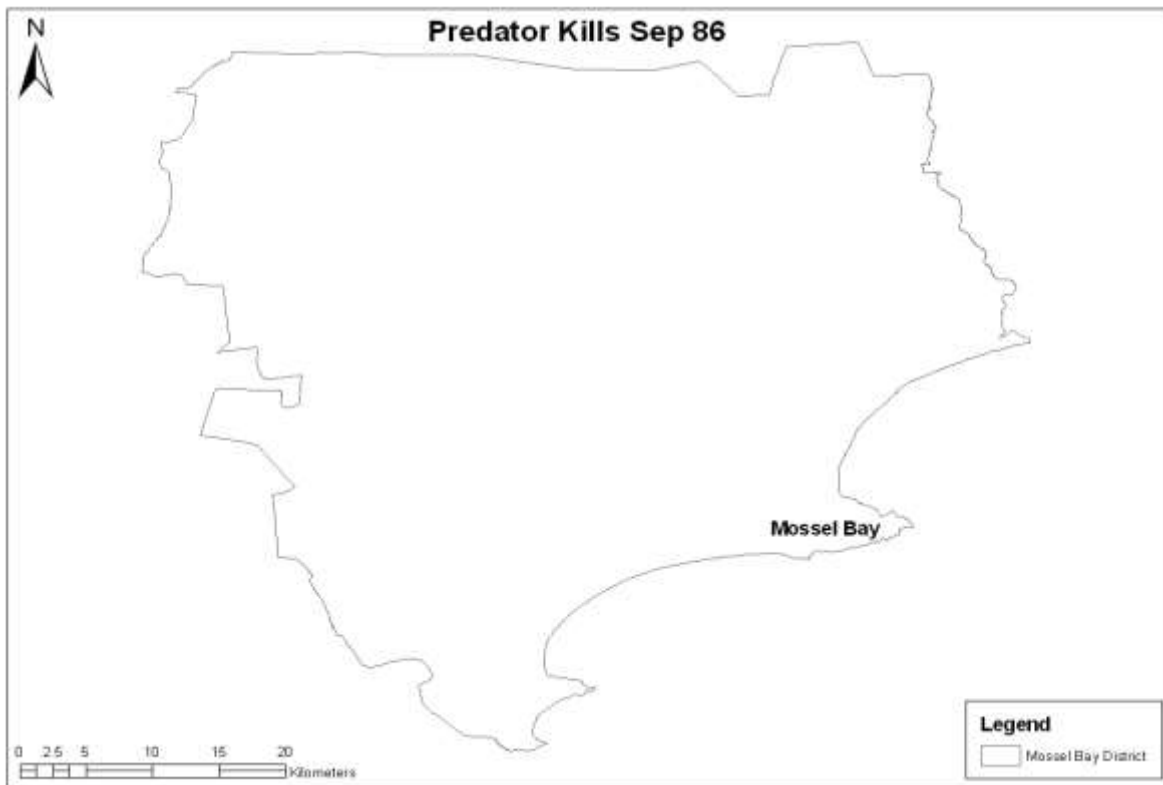 Predator Kills Sep 86
N
Mossel Bay
Legend
Mossel Bay District
0 2.5 5 10 15 20
Kilometers